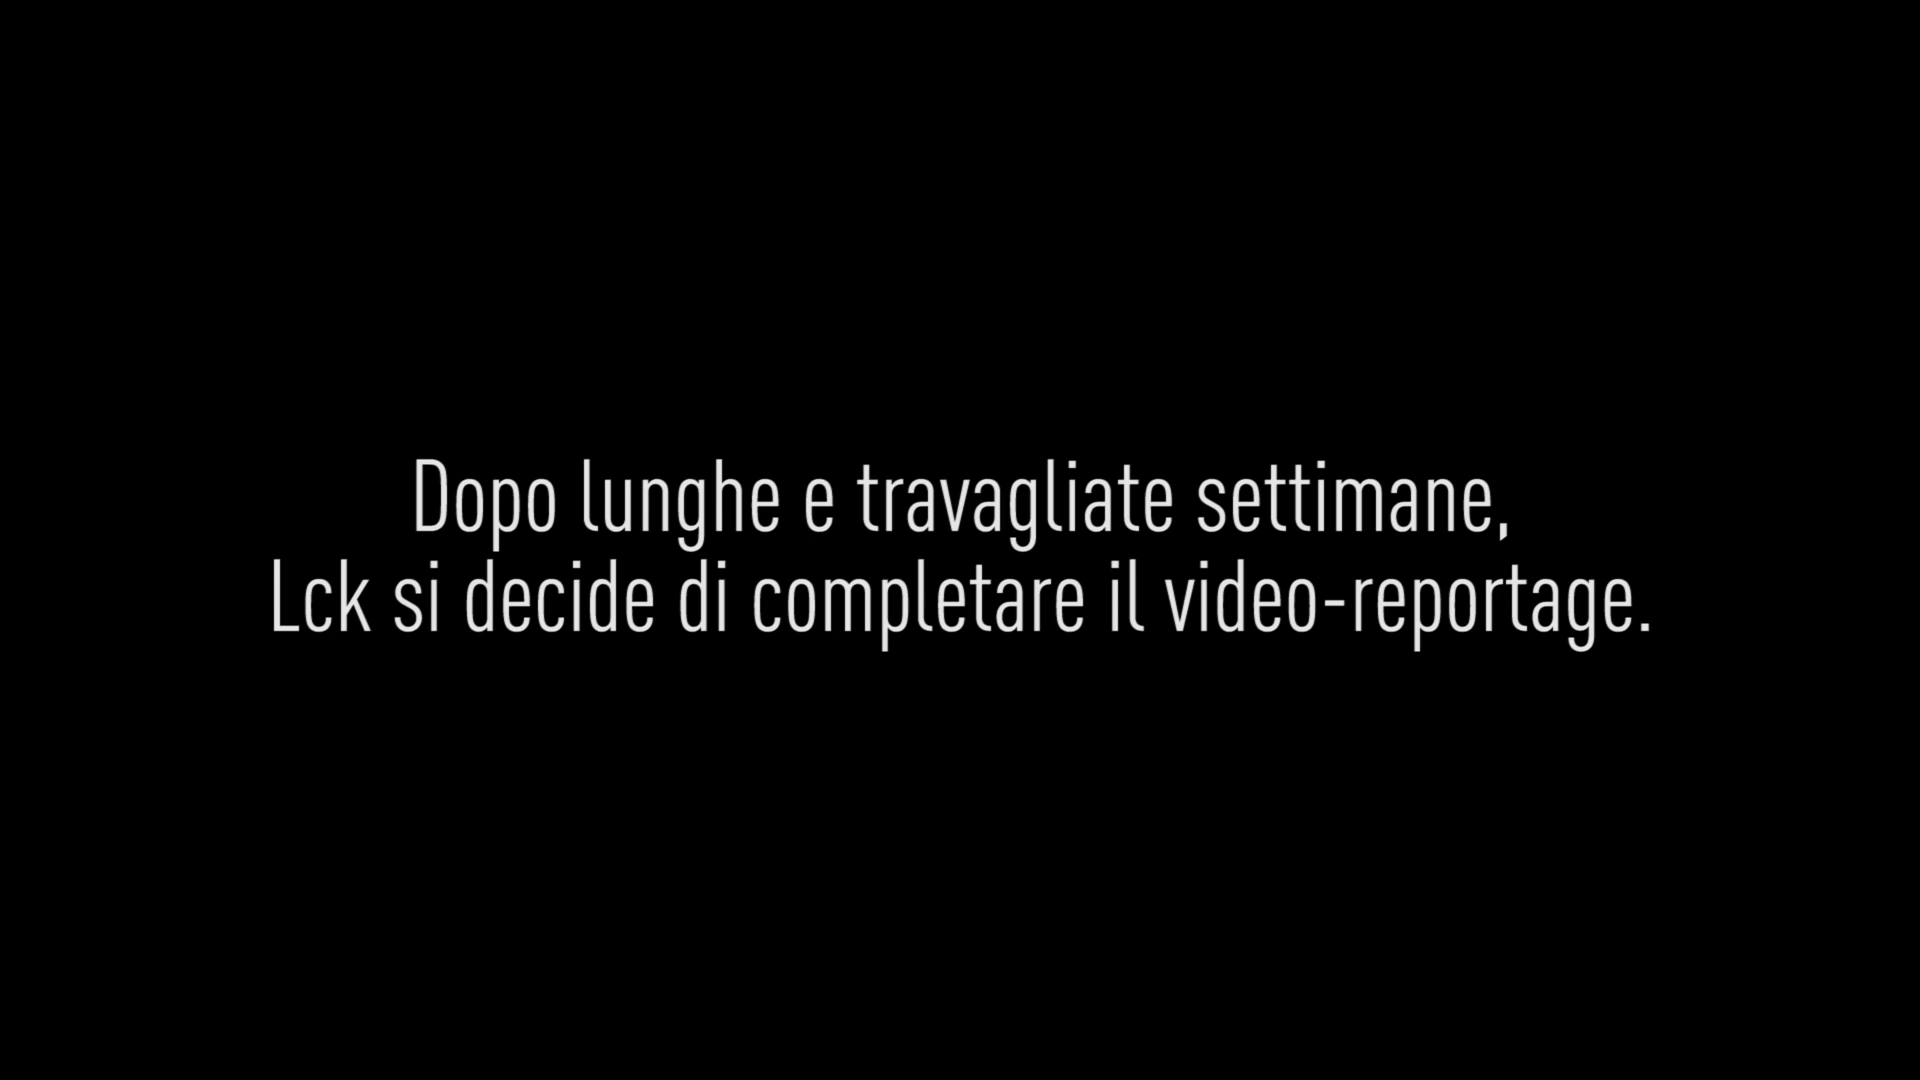 Dopo lunghe e travagliate settimane,
Lck si decide di completare il video-reportage.